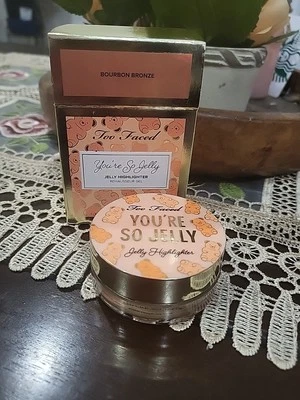 BOURBON BRONZE
Too Faced
You're So Jelly
JELLY HIGHLIGHTER
Too Faced
YOU'RE
SO JELLY
Jelly Highlighter